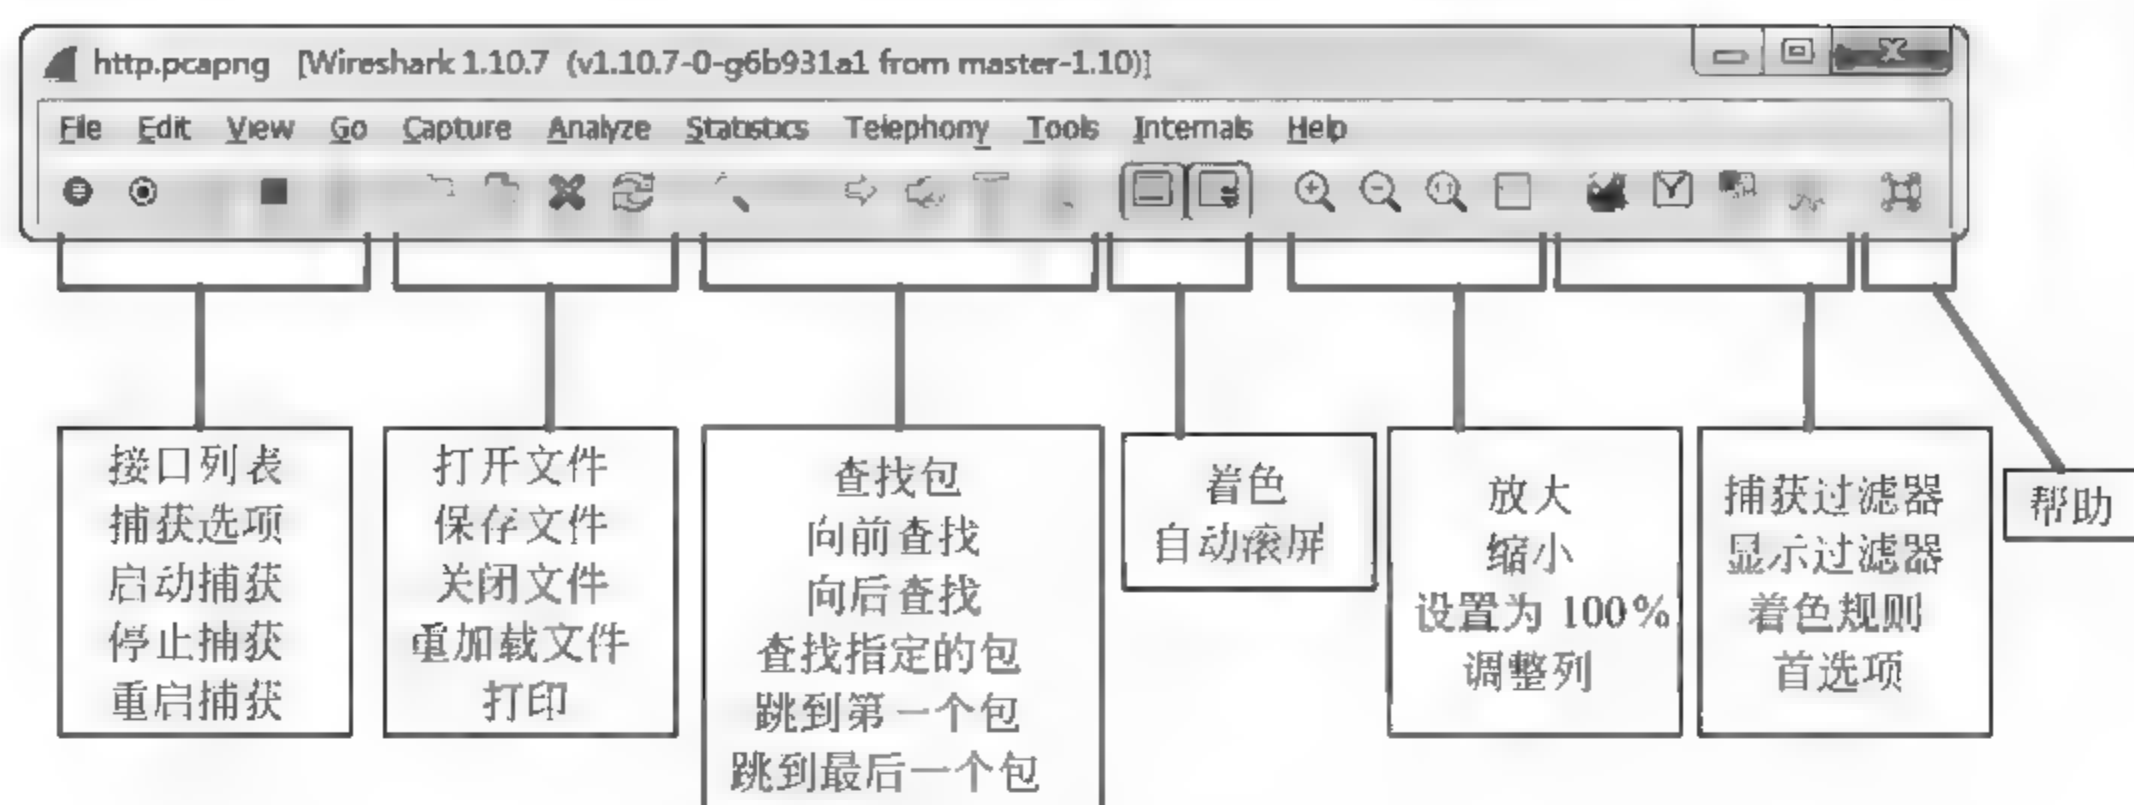 http.pcapng [Wireshark 1.10.7 (v1.10.7-0-g6b931a1 from master-1.10)]
File Edit View Go Capture Analyze Statistics Telephony Tools Internals Help
接口列表
捕获选项
启动捕获
停止捕获
重启捕获
打开文件
保存文件
关闭文件
重加载文件
打印
查找包
向前查找
向后查找
查找指定的包
跳到第一个包
跳到最后一个包
着色
自动滚屏
放大
缩小
设置为 100%
调整列
捕获过滤器
显示过滤器
着色规则
首选项
帮助